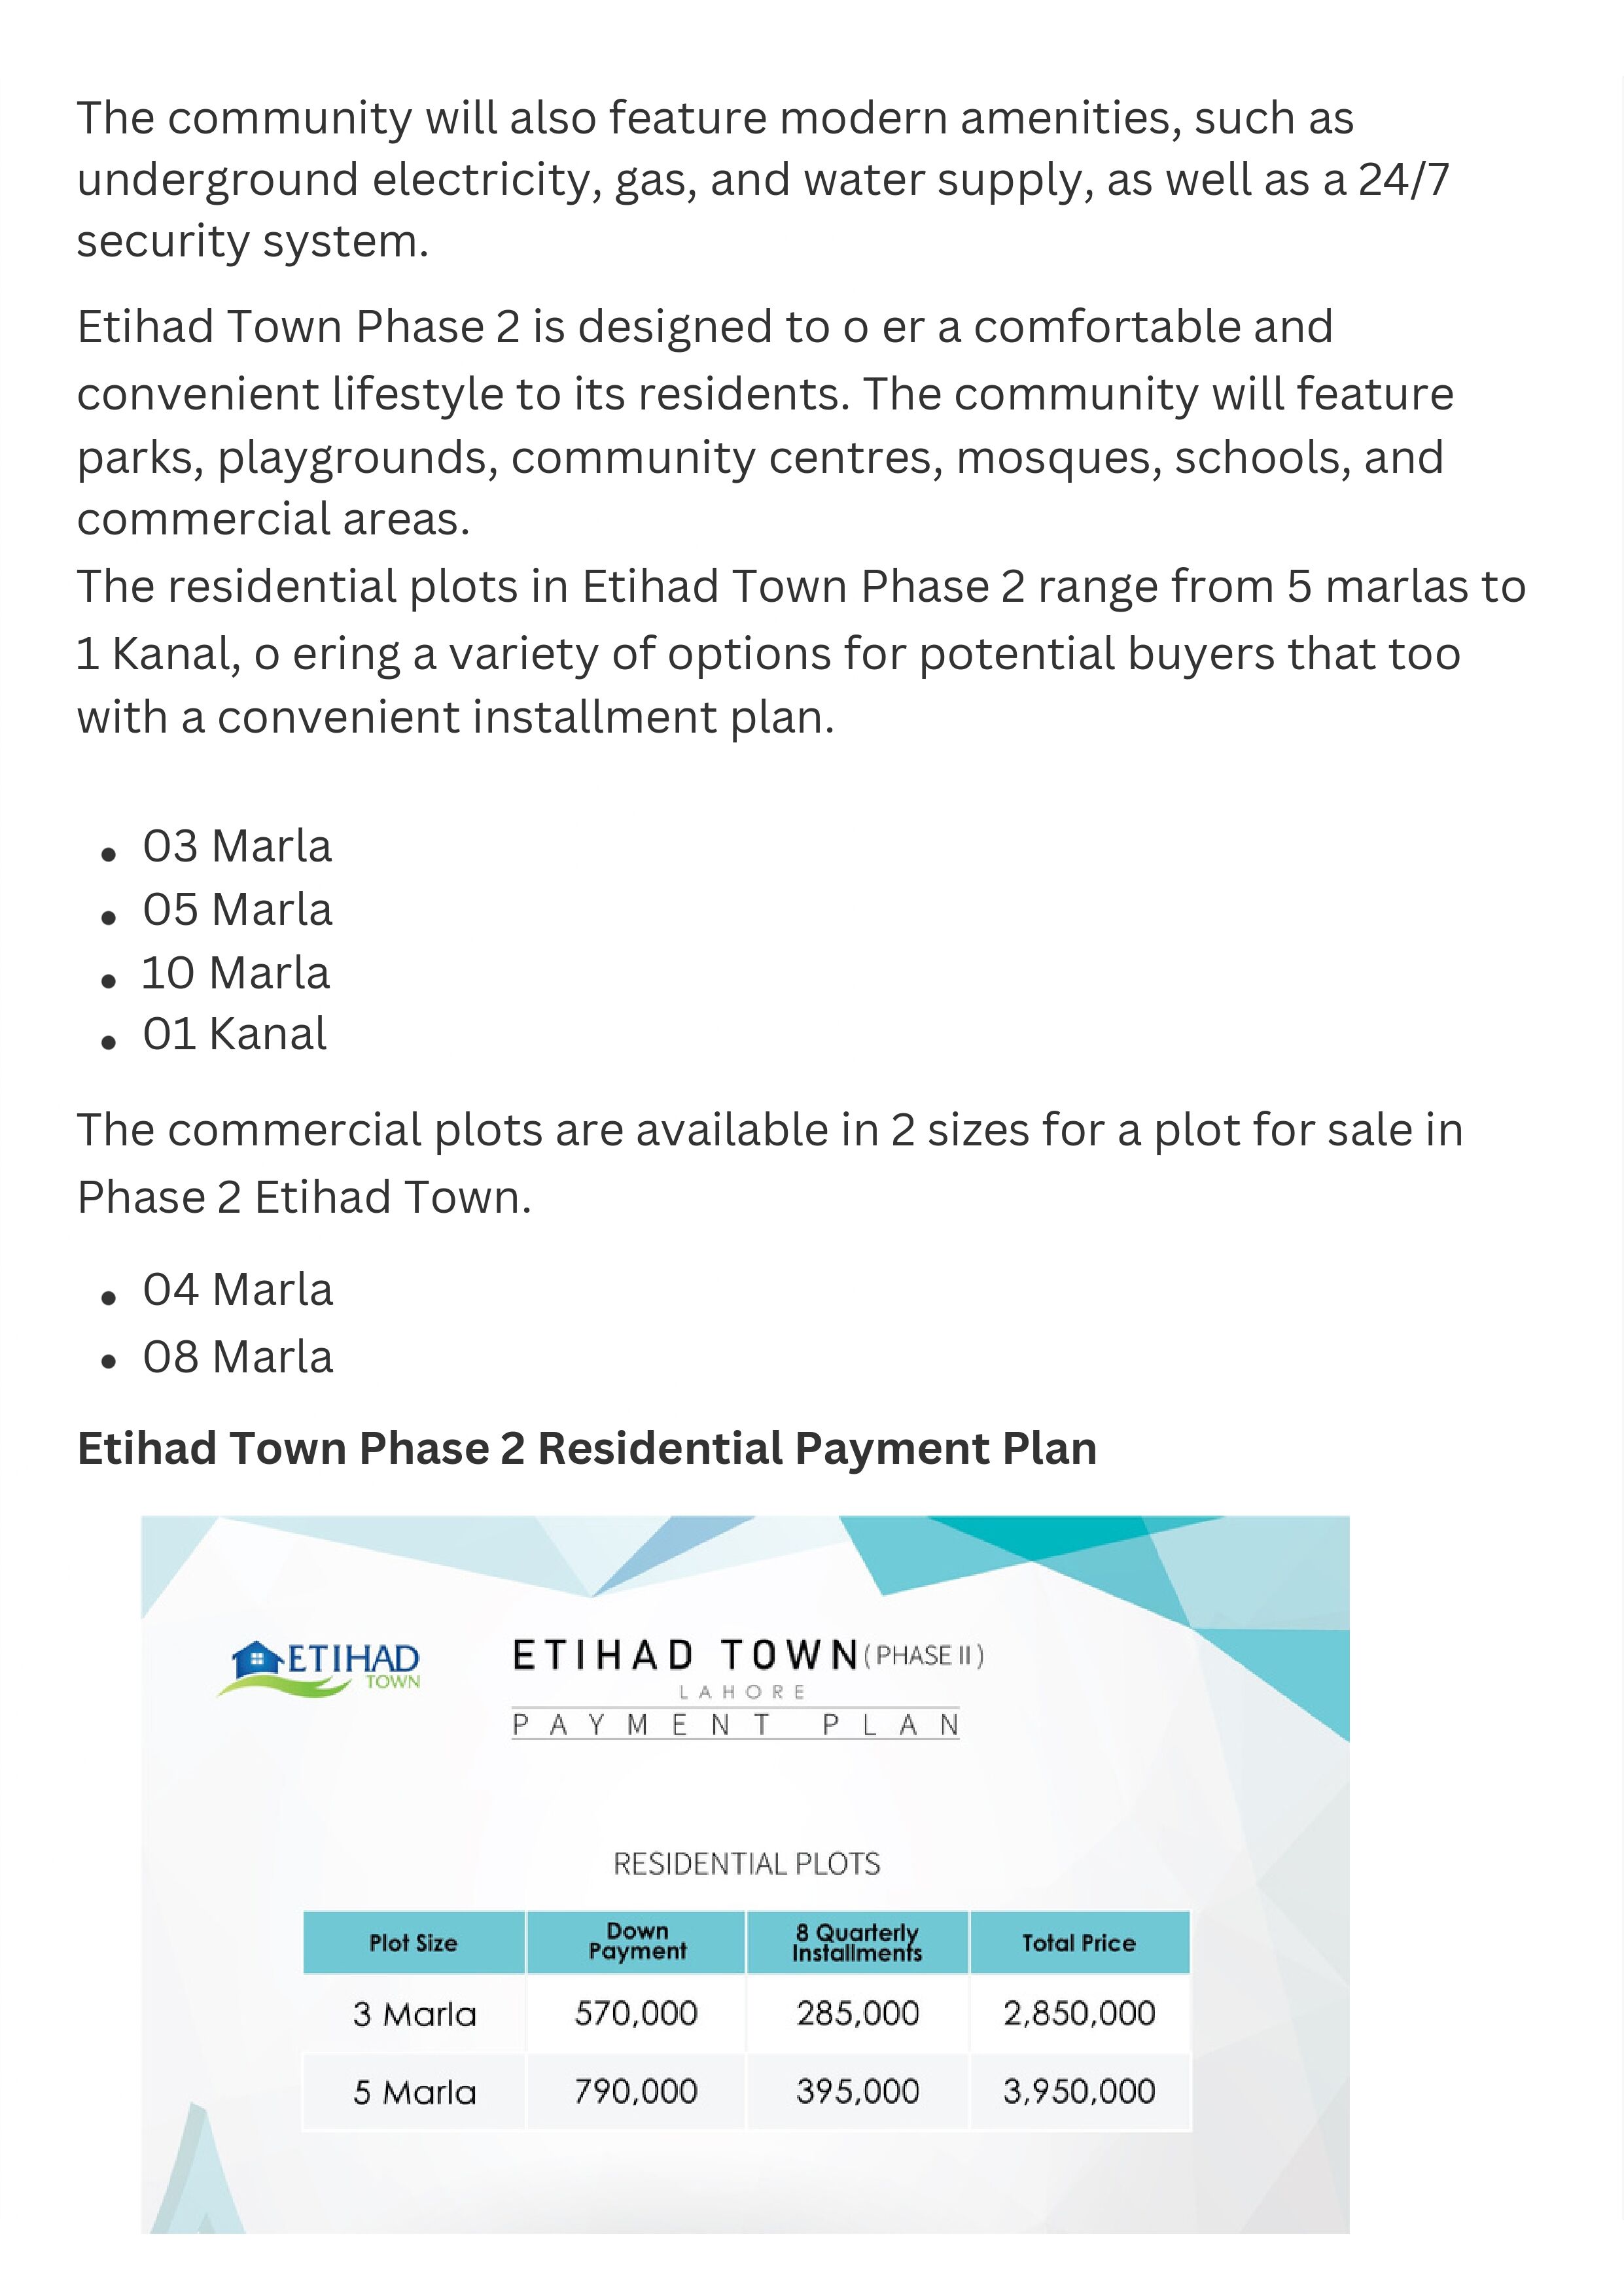 The community will also feature modern amenities, such as
underground electricity, gas, and water supply, as well as a 24/7
security system.
Etihad Town Phase 2 is designed to o er a comfortable and
convenient lifestyle to its residents. The community will feature
parks, playgrounds, community centres, mosques, schools, and
commercial areas.
The residential plots in Etihad Town Phase 2 range from 5 marlas to
1 Kanal, o ering a variety of options for potential buyers that too
with a convenient installment plan.
• 03 Marla
• 05 Marla
• 10 Marla
• 01 Kanal
The commercial plots are available in 2 sizes for a plot for sale in
Phase 2 Etihad Town.
• 04 Marla
• 08 Marla
Etihad Town Phase 2 Residential Payment Plan
ETIHAD
TOWN
ETIHAD TOWN (PHASE II)
LAHORE
PAYMENT PLAN
RESIDENTIAL PLOTS
Plot Size Down Payment 8 Quarterly Installments Total Price
3 Marla 570,000 285,000 2,850,000
5 Marla 790,000 395,000 3,950,000